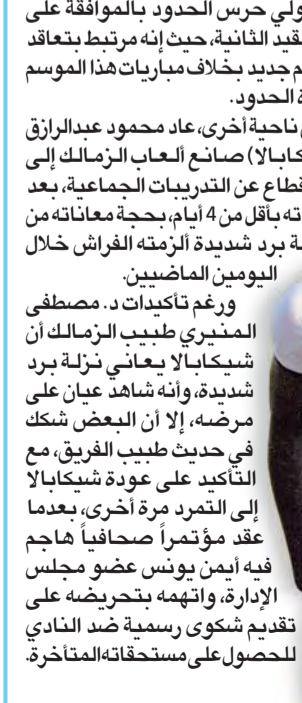 ولي حرس الحدود بالموافقة على
قيد الثانية، حيث إنه مرتبط بتعاقد
م جديد بخلاف مباريات هذا الموسم
ة الحدود.
ناحية أخرى، عاد محمود عبدالرازق
كابالا) صانع ألعاب الزمالك إلى
قطاع عن التدريبات الجماعية، بعد
ته بأقل من 4 أيام، بحجة معاناته من
ة برد شديدة ألزمته الفراش خلال
اليومين الماضيين.
ورغم تأكيدات د. مصطفى
المنيري طبيب الزمالك أن
شيكابالا يعاني نزلة برد
شديدة، وأنه شاهد عيان على
مرضه، إلا أن البعض شكك
في حديث طبيب الفريق، مع
التأكيد على عودة شيكابالا
إلى التمرد مرة أخرى، بعدما
عقد مؤتمراً صحافياً هاجم
فيه أيمن يونس عضو مجلس
الإدارة، واتهمه بتحريضه على
تقديم شكوى رسمية ضد النادي
للحصول على مستحقاته المتأخرة.